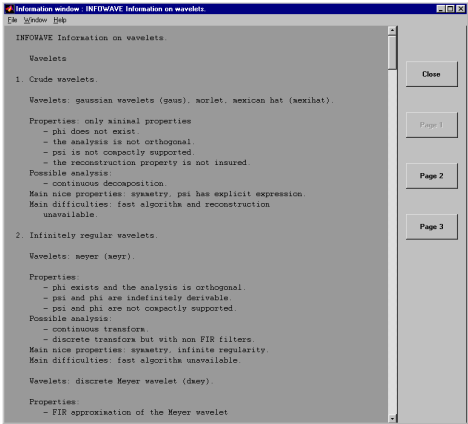 Information window : INFOWAVE Information on wavelets.
File Window Help
INFOWAVE Information on wavelets.
Wavelets
1. Crude wavelets.
Wavelets: gaussian wavelets (gaus), morlet, mexican hat (mexihat).
Properties: only minimal properties
- phi does not exist.
- the analysis is not orthogonal.
- psi is not compactly supported.
- the reconstruction property is not insured.
Possible analysis:
- continuous decomposition.
Main nice properties: symmetry, psi has explicit expression.
Main difficulties: fast algorithm and reconstruction
unavailable.
2. Infinitely regular wavelets.
Wavelets: meyer (meyr).
Properties:
- phi exists and the analysis is orthogonal.
- psi and phi are indefinitely derivable.
- psi and phi are not compactly supported.
Possible analysis:
- continuous transform.
- discrete transform but with non FIR filters.
Main nice properties: symmetry, infinite regularity.
Main difficulties: fast algorithm unavailable.
Wavelets: discrete Meyer wavelet (dmey).
Properties:
- FIR approximation of the Meyer wavelet
Close
Page 1
Page 2
Page 3